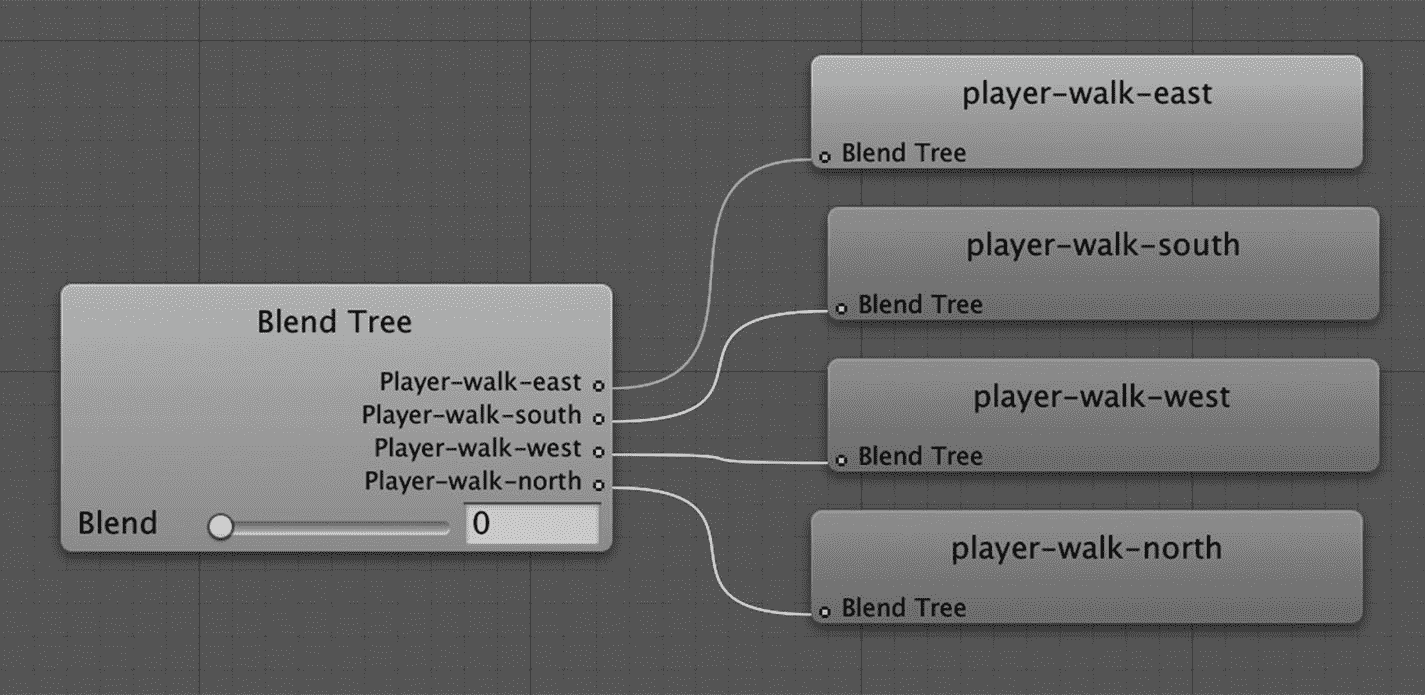 Blend Tree
Player-walk-east
Player-walk-south
Player-walk-west
Player-walk-north
Blend 0
player-walk-east
Blend Tree
player-walk-south
Blend Tree
player-walk-west
Blend Tree
player-walk-north
Blend Tree